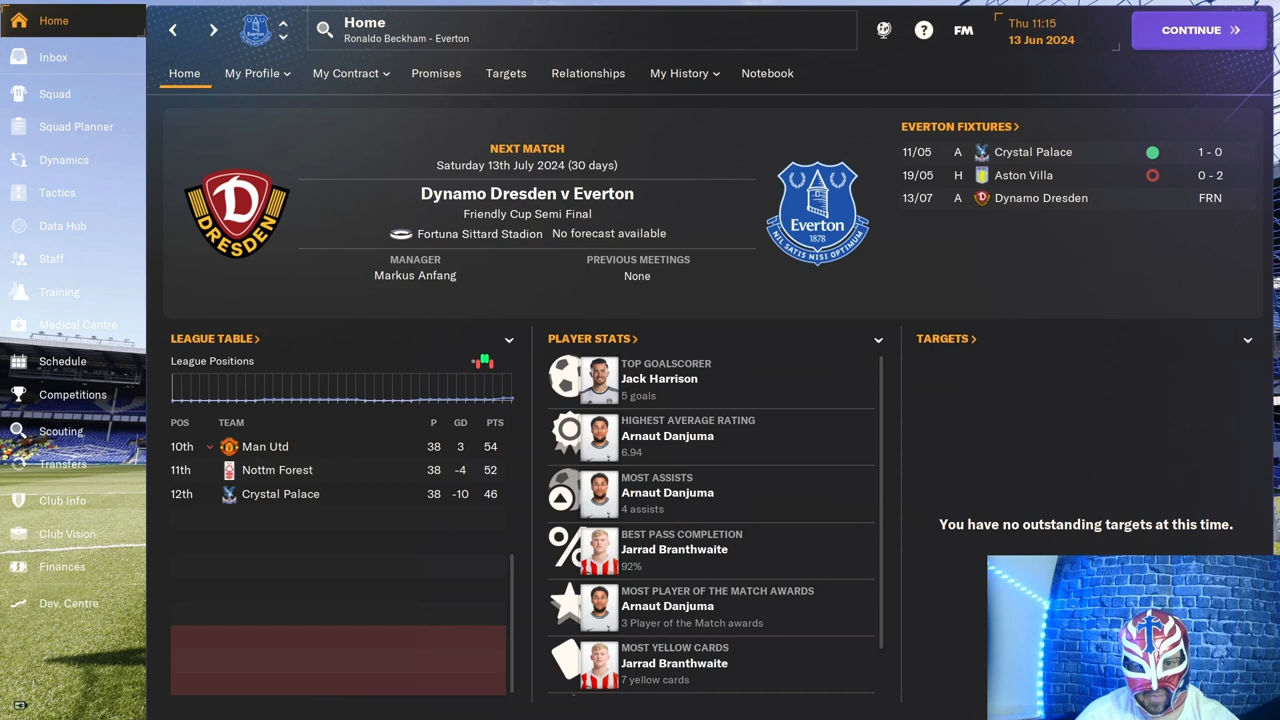 Home
Inbox
Squad
Squad Planner
Dynamics
Tactics
Data Hub
Staff
Training
Medical Centre
Schedule
Competitions
Scouting
Transfers
Club Info
Club Vision
Finances
Dev. Centre
Home
Ronaldo Beckham - Everton
?
FM
Thu 11:15
13 Jun 2024
CONTINUE
Home My Profile My Contract Promises Targets Relationships My History Notebook
NEXT MATCH
Saturday 13th July 2024 (30 days)
Dynamo Dresden v Everton
Friendly Cup Semi Final
Fortuna Sittard Stadion No forecast available
MANAGER
Markus Anfang
PREVIOUS MEETINGS
None
D
DRESDEN
Everton
1878
NIL SATIS NISI OPTIMUM
EVERTON FIXTURES >
11/05 A Crystal Palace 1 - 0
19/05 H Aston Villa 0 - 2
13/07 A Dynamo Dresden FRN
LEAGUE TABLE >
League Positions
POS TEAM P GD PTS
10th Man Utd 38 3 54
11th Nottm Forest 38 -4 52
12th Crystal Palace 38 -10 46
PLAYER STATS >
TOP GOALSCORER
Jack Harrison
5 goals
HIGHEST AVERAGE RATING
Arnaut Danjuma
6.94
MOST ASSISTS
Arnaut Danjuma
4 assists
%
BEST PASS COMPLETION
Jarrad Branthwaite
92%
MOST PLAYER OF THE MATCH AWARDS
Arnaut Danjuma
3 Player of the Match awards
MOST YELLOW CARDS
Jarrad Branthwaite
7 yellow cards
TARGETS >
You have no outstanding targets at this time.